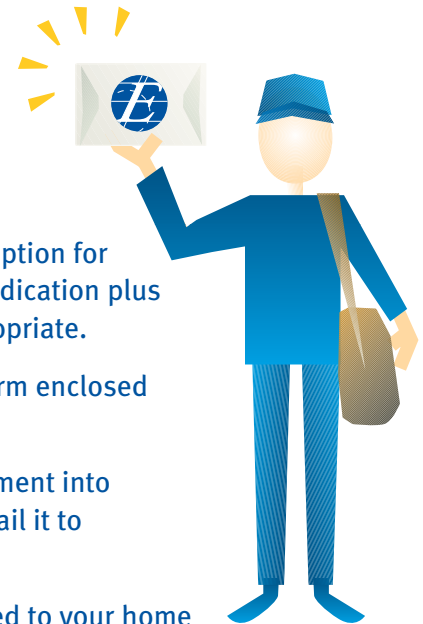 E
ption for
dication plus
opriate.
rm enclosed
ment into
ail it to
ed to your home